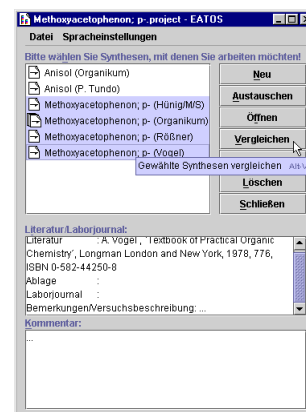 Methoxyacetophenon; p-.project - EATOS
Datei Spracheinstellungen
Bitte wählen Sie Synthesen, mit denen Sie arbeiten möchten!
Anisol (Organikum)
Anisol (P. Tundo)
Methoxyacetophenon; p- (Hünig/M/S)
Methoxyacetophenon; p- (Organikum)
Methoxyacetophenon; p- (Rößner)
Methoxyacetophenon; p- (Vogel)
Neu
Austauschen
Öffnen
Vergleichen
Gewählte Synthesen vergleichen Alt-V
Löschen
Schließen
Literatur/Laborjournal:
Literatur : A. Vogel , 'Textbook of Practical Organic
Chemistry', Longman London and New York, 1978, 776,
ISBN 0-582-44250-8
Ablage :
Laborjournal :
Bemerkungen/Versuchsbeschreibung: ...
Kommentar:
...